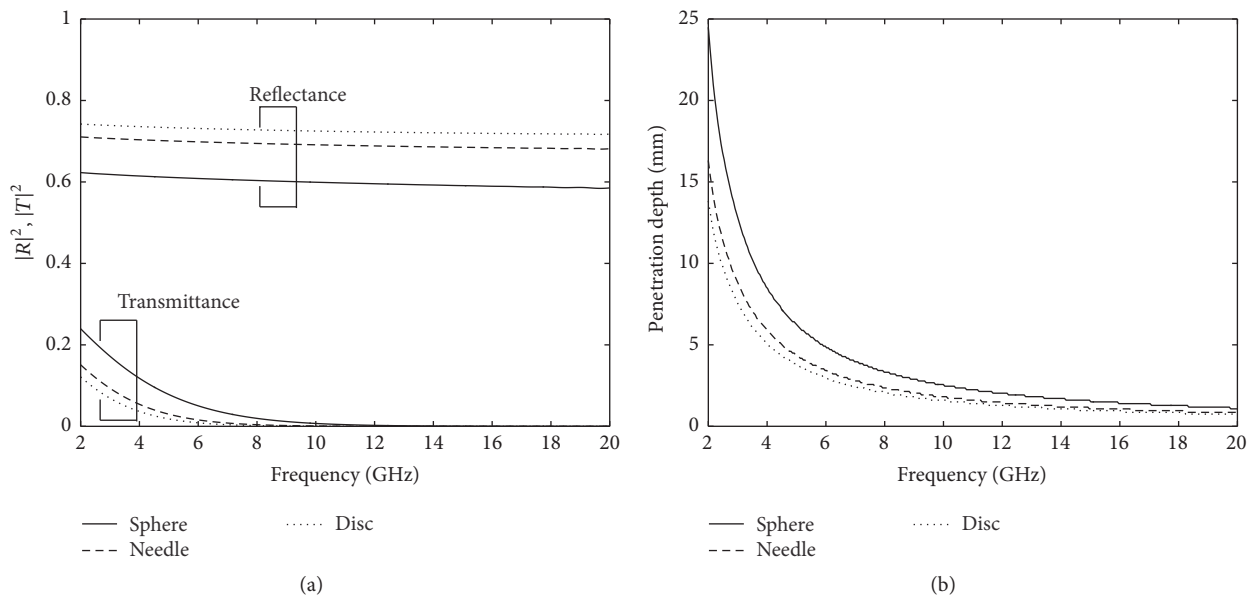 1
0.8
0.6
0.4
0.2
0
|R|², |T|²
Reflectance
Transmittance
2 4 6 8 10 12 14 16 18 20
Frequency (GHz)
Sphere
Needle
Disc
(a)
25
20
15
10
5
0
Penetration depth (mm)
2 4 6 8 10 12 14 16 18 20
Frequency (GHz)
Sphere
Needle
Disc
(b)